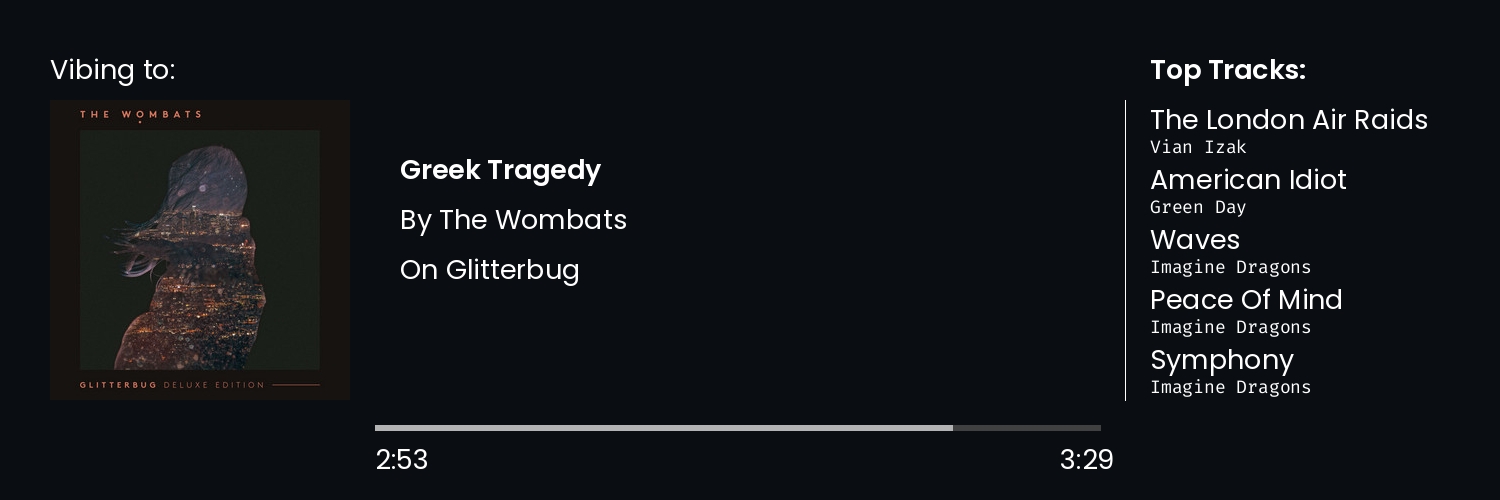 Vibing to:
THE WOMBATS
GLITTERBUG DELUXE EDITION
Greek Tragedy
By The Wombats
On Glitterbug
2:53
3:29
Top Tracks:
The London Air Raids
Vian Izak
American Idiot
Green Day
Waves
Imagine Dragons
Peace Of Mind
Imagine Dragons
Symphony
Imagine Dragons